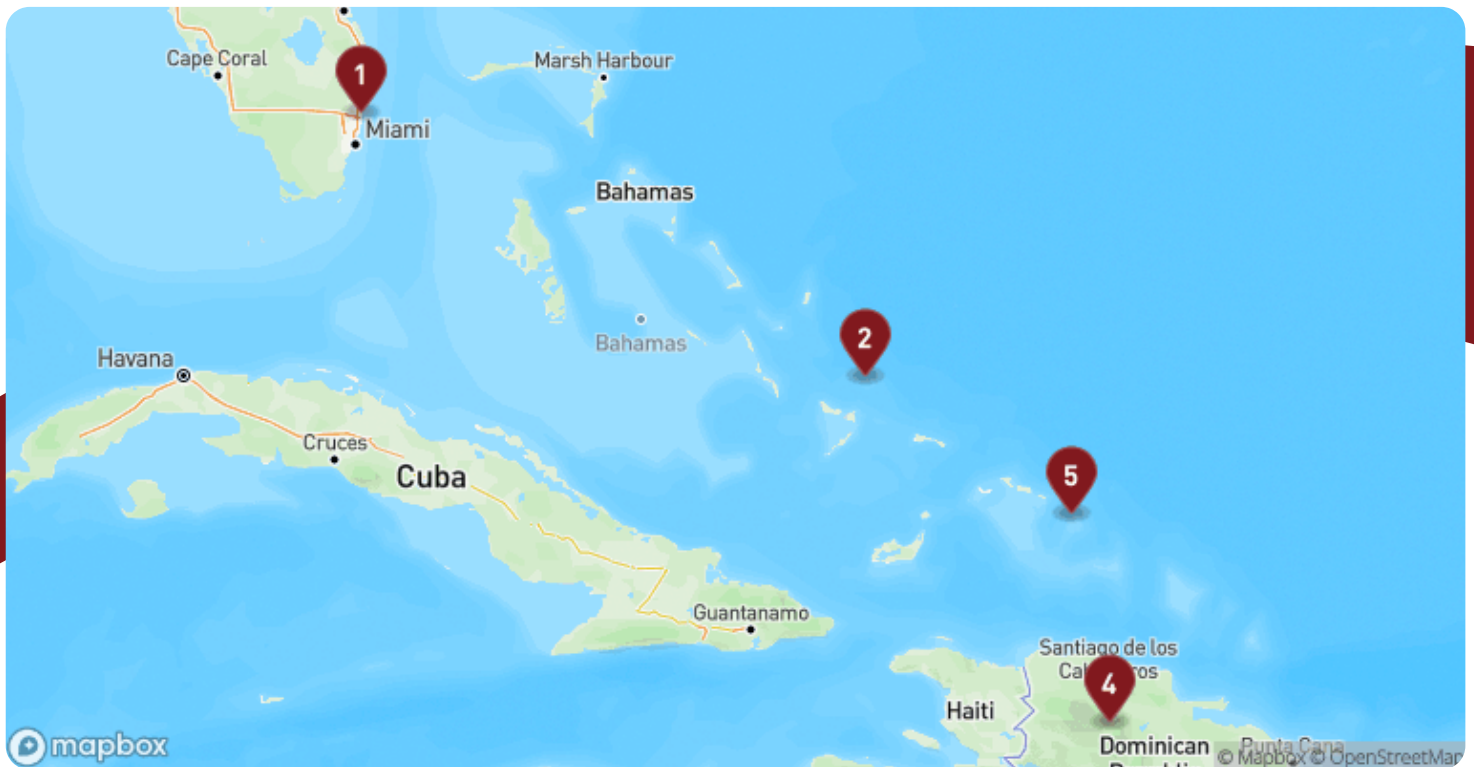 Cape Coral
1
Marsh Harbour
Miami
Bahamas
2
Bahamas
Havana
Cruces
Cuba
5
Guantanamo
Santiago de los
4
Haiti
Dominican
Punta Cana
mapbox
© Mapbox © OpenStreetMap